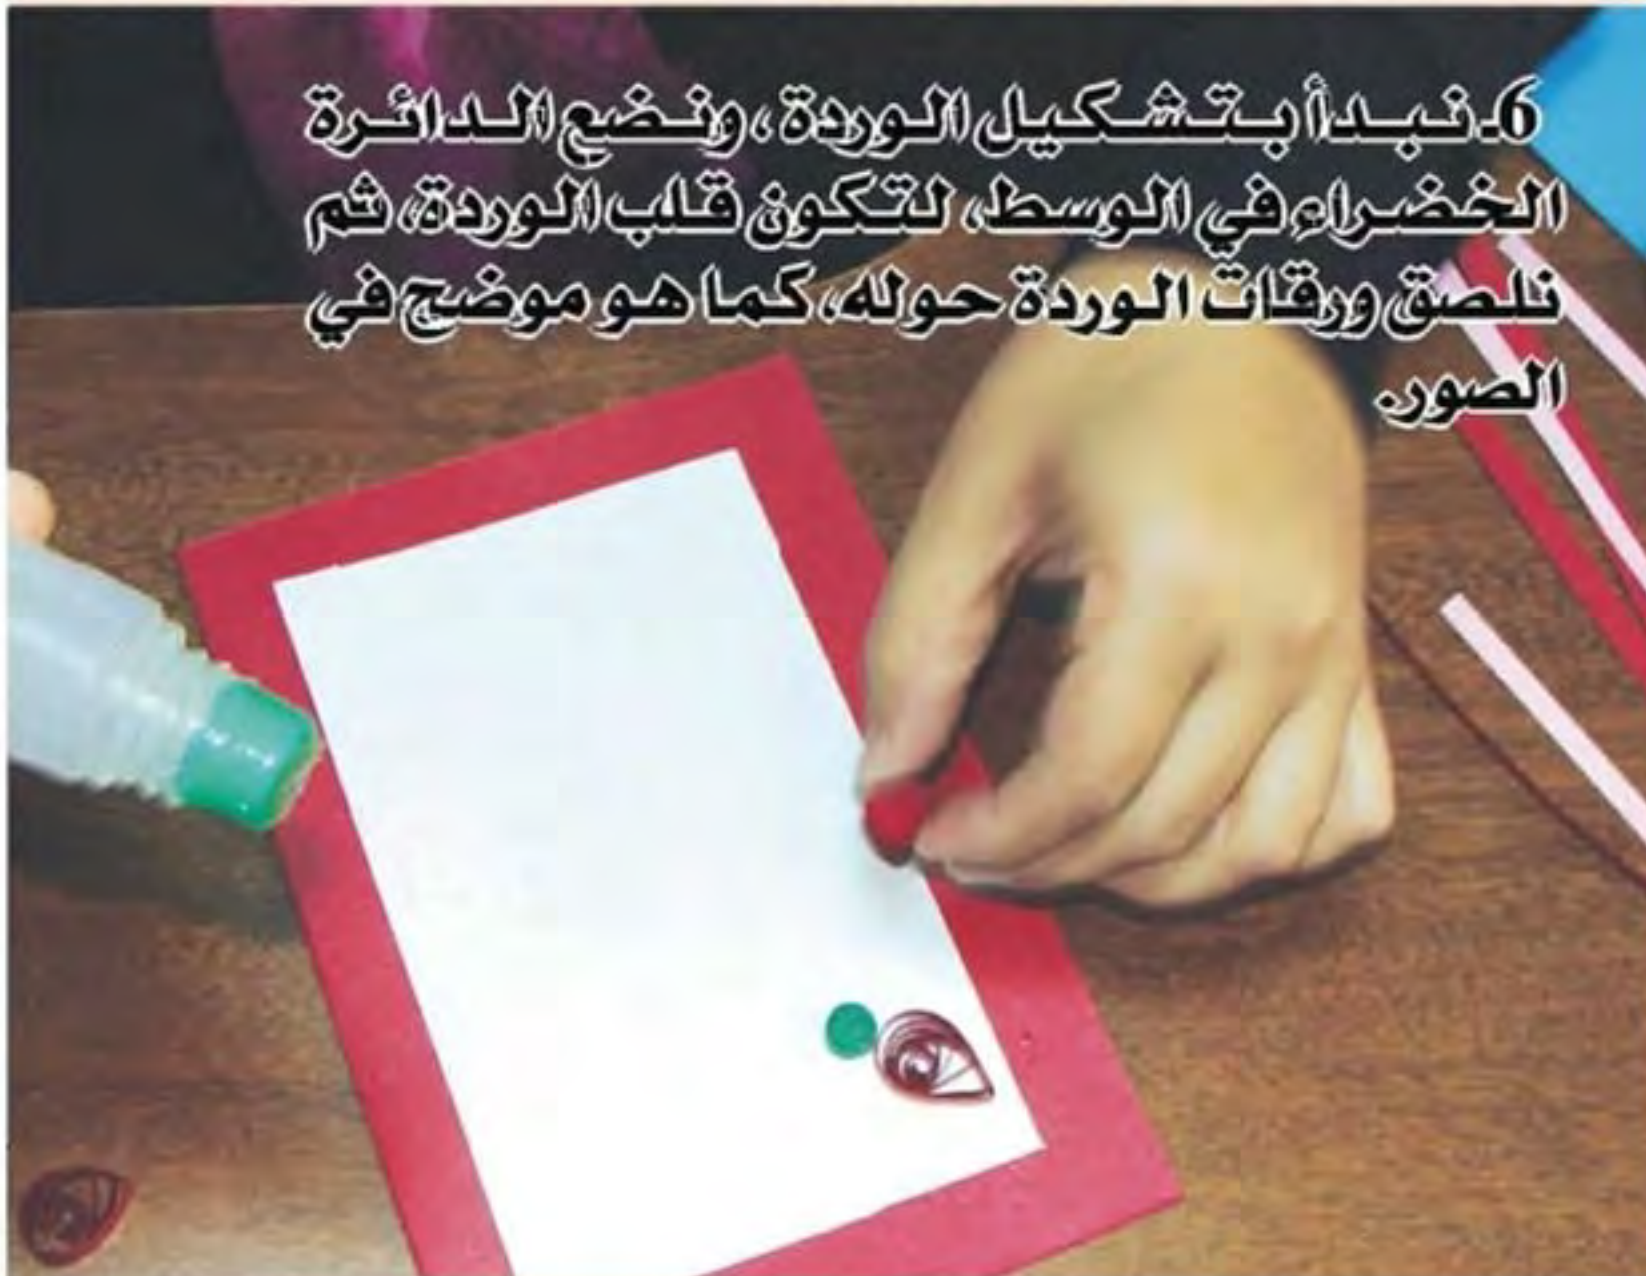 6ـ نبدأ بتشكيل الوردة، ونضع الدائرة
الخضراء في الوسط، لتكون قلب الوردة، ثم
نلصق ورقات الوردة حوله، كما هو موضح في
الصور.